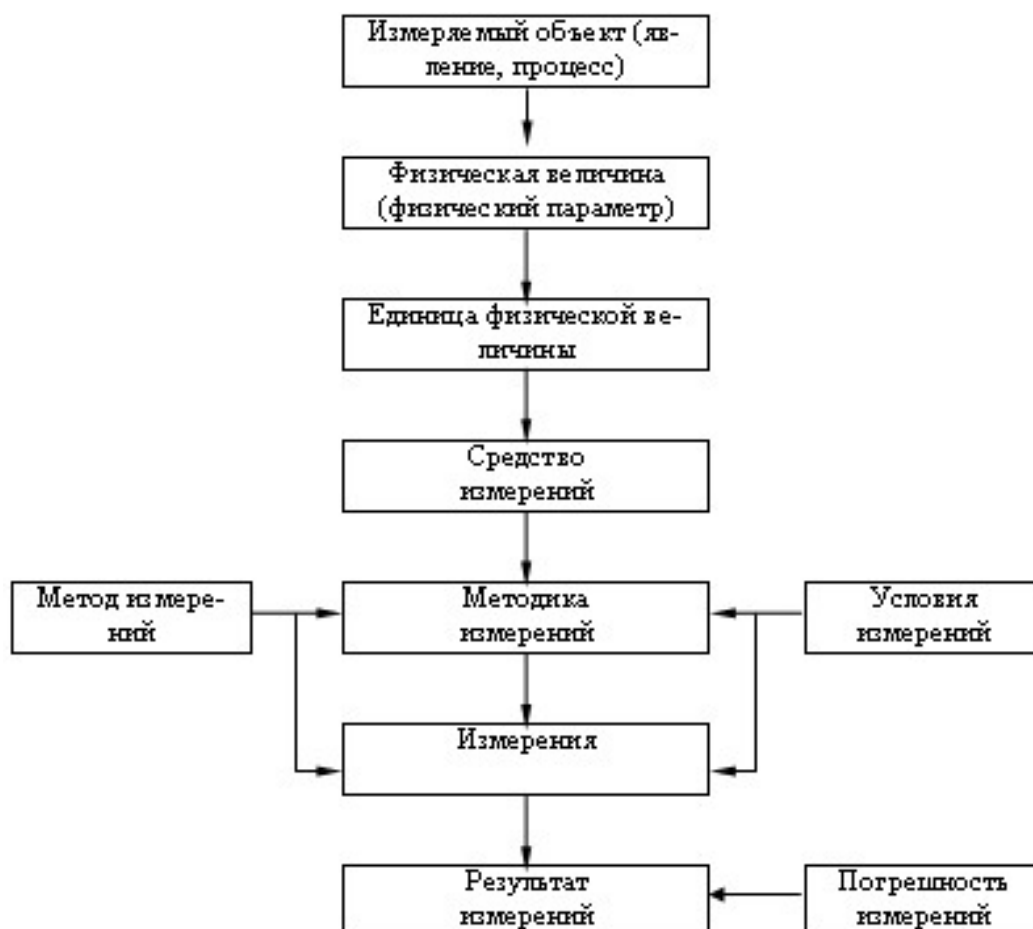 Измеряемый объект (яв-
ление, процесс)
Физическая величина
(физический параметр)
Единица физической ве-
личины
Средство
измерений
Метод измере-
ний
Методика
измерений
Условия
измерений
Измерения
Результат
измерений
Погрешность
измерений